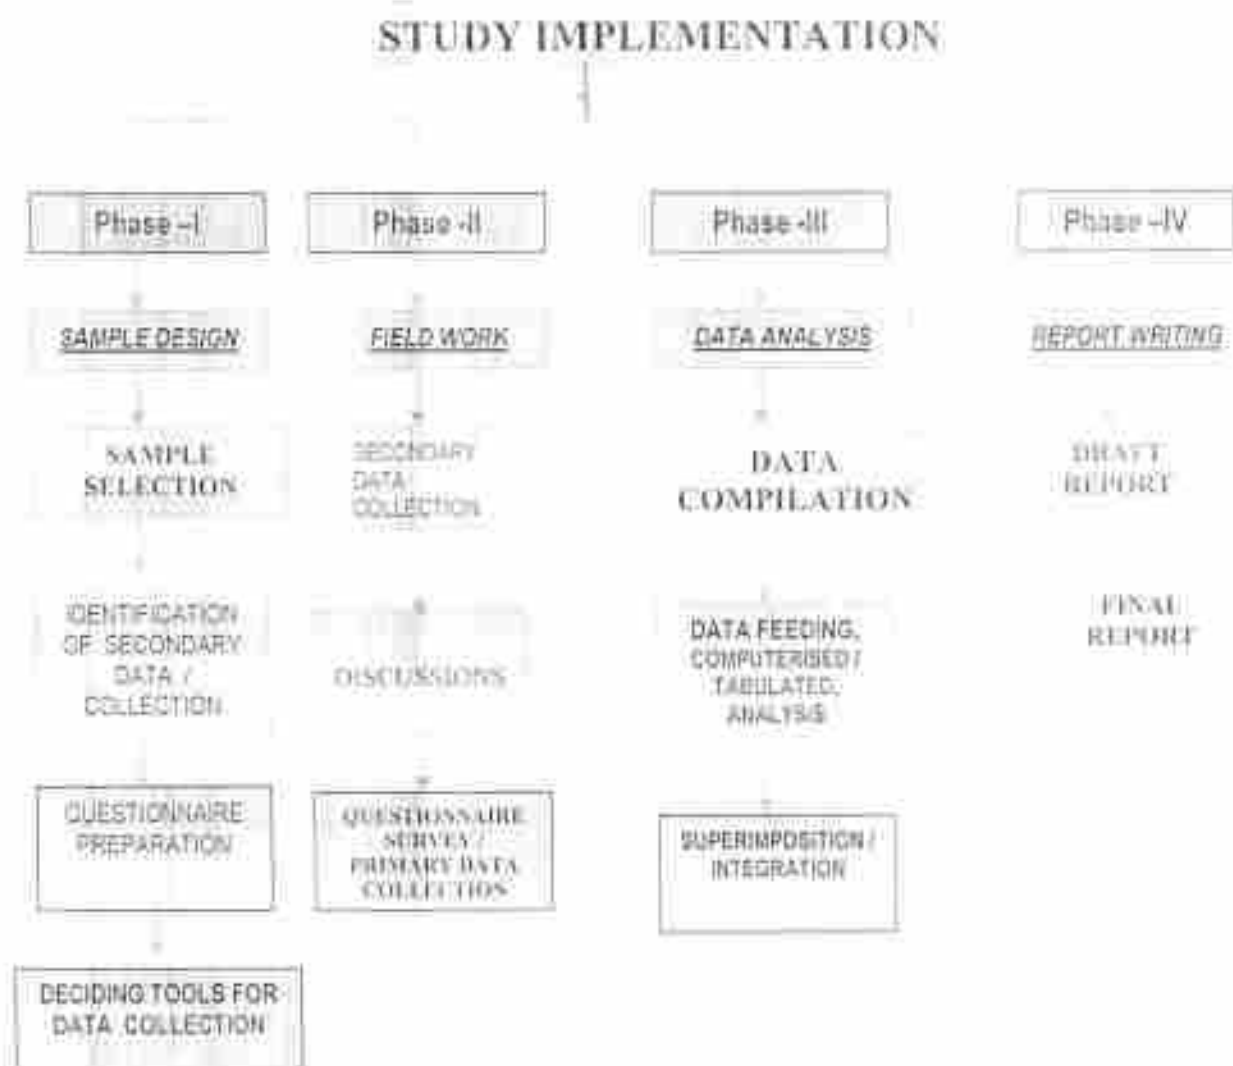 STUDY IMPLEMENTATION
Phase –I
SAMPLE DESIGN
SAMPLE
SELECTION
IDENTIFICATION
OF SECONDARY
DATA /
COLLECTION
QUESTIONNAIRE
PREPARATION
DECIDING TOOLS FOR
DATA COLLECTION
Phase -II
FIELD WORK
SECONDARY
DATA
COLLECTION
DISCUSSIONS
QUESTIONNAIRE
SURVEY /
PRIMARY DATA
COLLECTION
Phase -III
DATA ANALYSIS
DATA
COMPILATION
DATA FEEDING,
COMPUTERISED /
TABULATED,
ANALYSIS
SUPERIMPOSITION /
INTEGRATION
Phase –IV
REPORT WRITING
DRAFT
REPORT
FINAL
REPORT